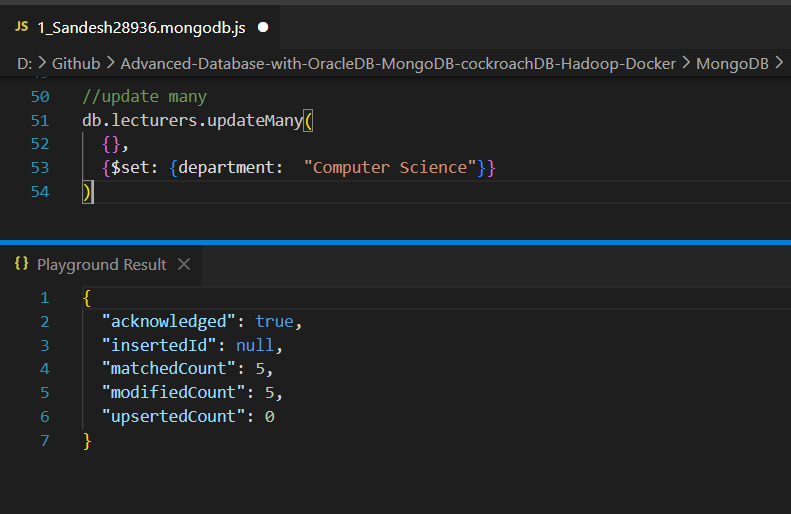 JS 1_Sandesh28936.mongodb.js ●
D: > Github > Advanced-Database-with-OracleDB-MongoDB-cockroachDB-Hadoop-Docker > MongoDB >
50 //update many
51 db.lecturers.updateMany(
52 {},
53 {$set: {department:  "Computer Science"}}
54 )
{} Playground Result ×
1 {
2 "acknowledged": true,
3 "insertedId": null,
4 "matchedCount": 5,
5 "modifiedCount": 5,
6 "upsertedCount": 0
7 }